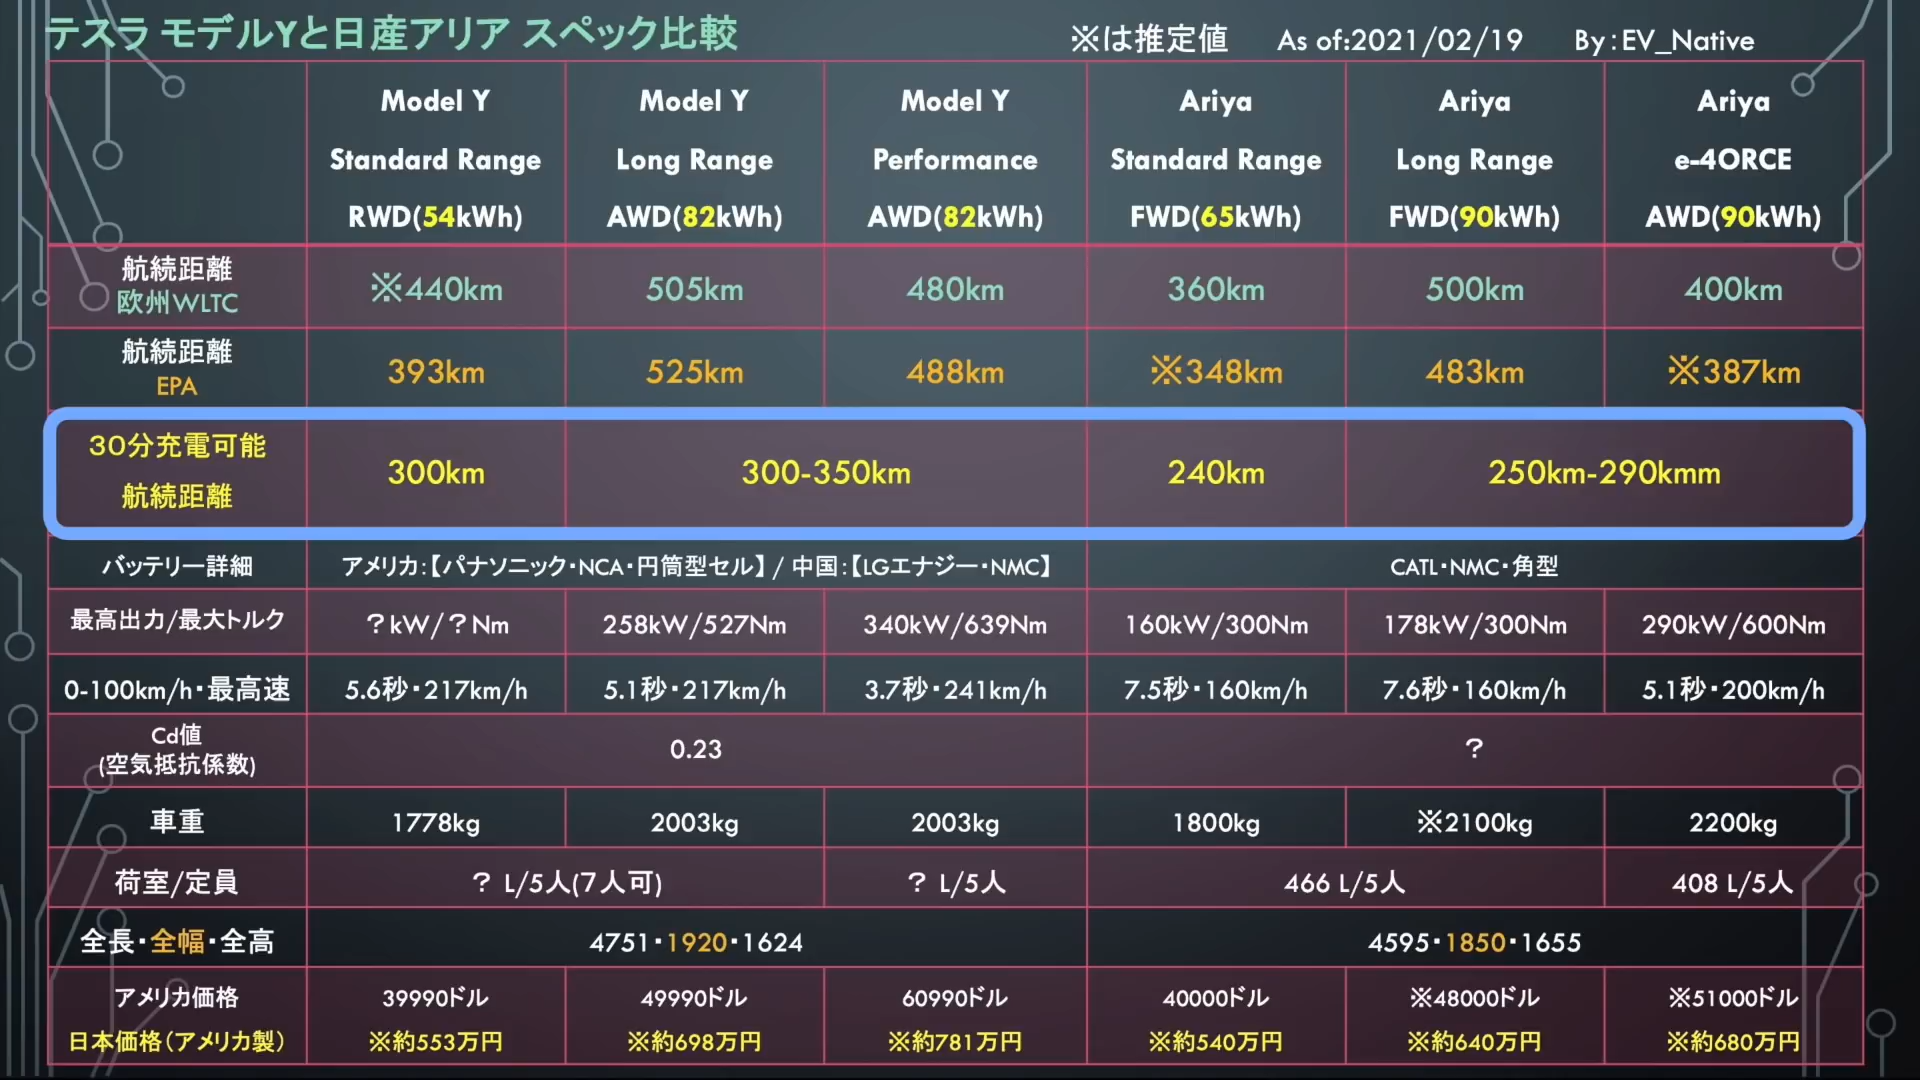 テスラ モデルYと日産アリア スペック比較
※は推定値 As of:2021/02/19 By:EV_Native
Model Y Model Y Model Y Ariya Ariya Ariya
Standard Range Long Range Performance Standard Range Long Range e-4ORCE
RWD(54kWh) AWD(82kWh) AWD(82kWh) FWD(65kWh) FWD(90kWh) AWD(90kWh)
航続距離
欧州WLTC
※440km 505km 480km 360km 500km 400km
航続距離
EPA
393km 525km 488km ※348km 483km ※387km
30分充電可能
航続距離
300km 300-350km 240km 250km-290kmm
バッテリー詳細 アメリカ:【パナソニック・NCA・円筒型セル】 / 中国:【LGエナジー・NMC】 CATL・NMC・角型
最高出力/最大トルク ?kW/?Nm 258kW/527Nm 340kW/639Nm 160kW/300Nm 178kW/300Nm 290kW/600Nm
0-100km/h・最高速 5.6秒・217km/h 5.1秒・217km/h 3.7秒・241km/h 7.5秒・160km/h 7.6秒・160km/h 5.1秒・200km/h
Cd値
(空気抵抗係数)
0.23 ?
車重 1778kg 2003kg 2003kg 1800kg ※2100kg 2200kg
荷室/定員 ? L/5人(7人可) ? L/5人 466 L/5人 408 L/5人
全長・全幅・全高 4751・1920・1624 4595・1850・1655
アメリカ価格 39990ドル 49990ドル 60990ドル 40000ドル ※48000ドル ※51000ドル
日本価格(アメリカ製) ※約553万円 ※約698万円 ※約781万円 ※約540万円 ※約640万円 ※約680万円